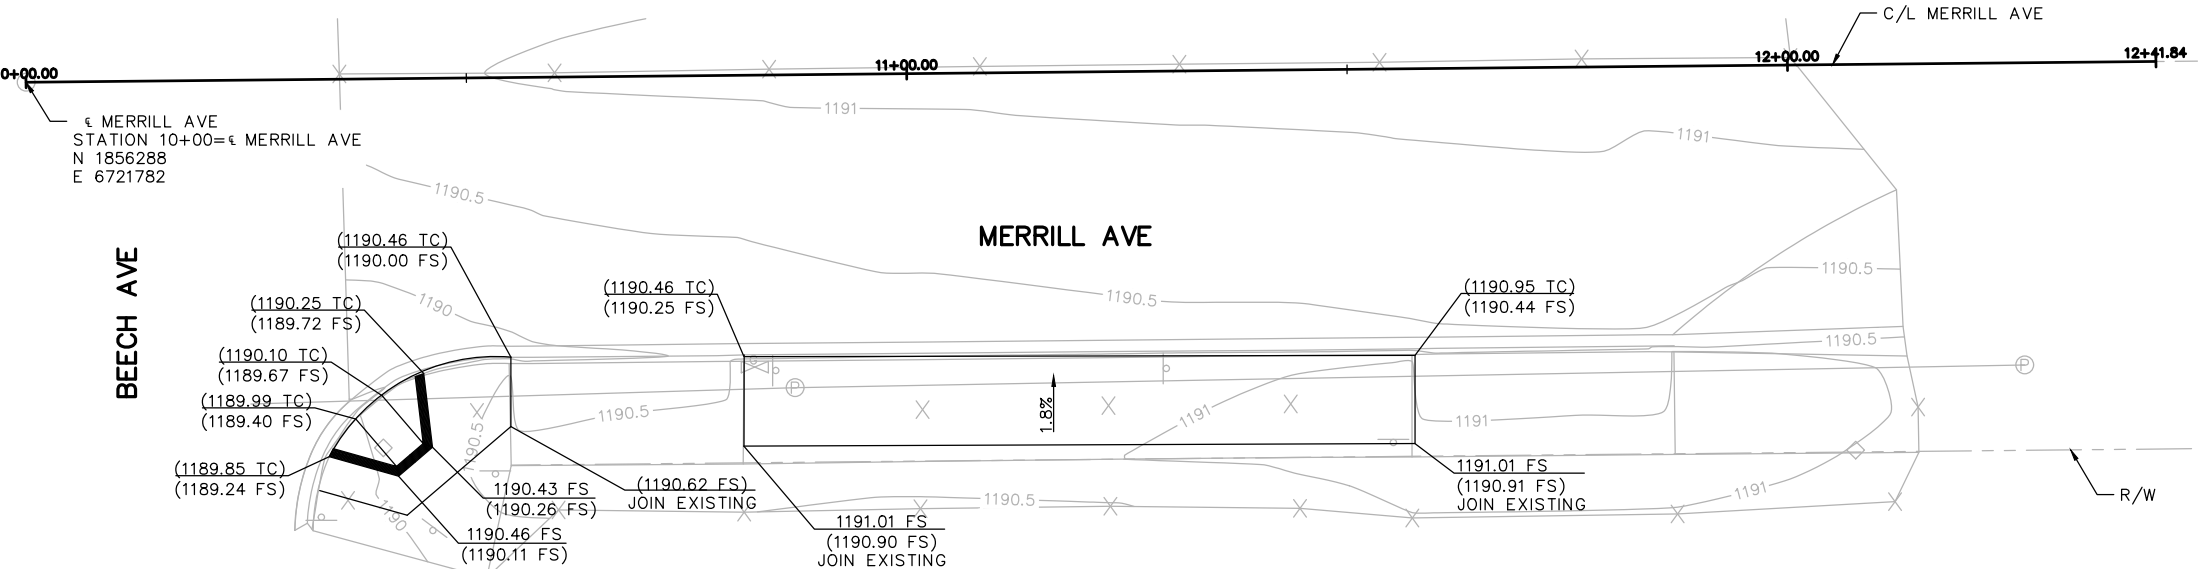 C/L MERRILL AVE
0+00.00
11+00.00
12+00.00
12+41.84
℄ MERRILL AVE
STATION 10+00=℄ MERRILL AVE
N 1856288
E 6721782
1191
1191
1190.5
MERRILL AVE
BEECH AVE
(1190.46 TC)
(1190.00 FS)
1190.5
1190.5
1190
(1190.25 TC)
(1189.72 FS)
(1190.46 TC)
(1190.25 FS)
(1190.95 TC)
(1190.44 FS)
1190.5
(1190.10 TC)
(1189.67 FS)
P
P
(1189.99 TC)
(1189.40 FS)
1190.5
1190.5
1.8%
1191
1191
(1189.85 TC)
(1189.24 FS)
1190.43 FS
(1190.26 FS)
(1190.62 FS)
JOIN EXISTING
1190.5
1191.01 FS
(1190.91 FS)
JOIN EXISTING
1191
R/W
1190
1190.46 FS
(1190.11 FS)
1191.01 FS
(1190.90 FS)
JOIN EXISTING